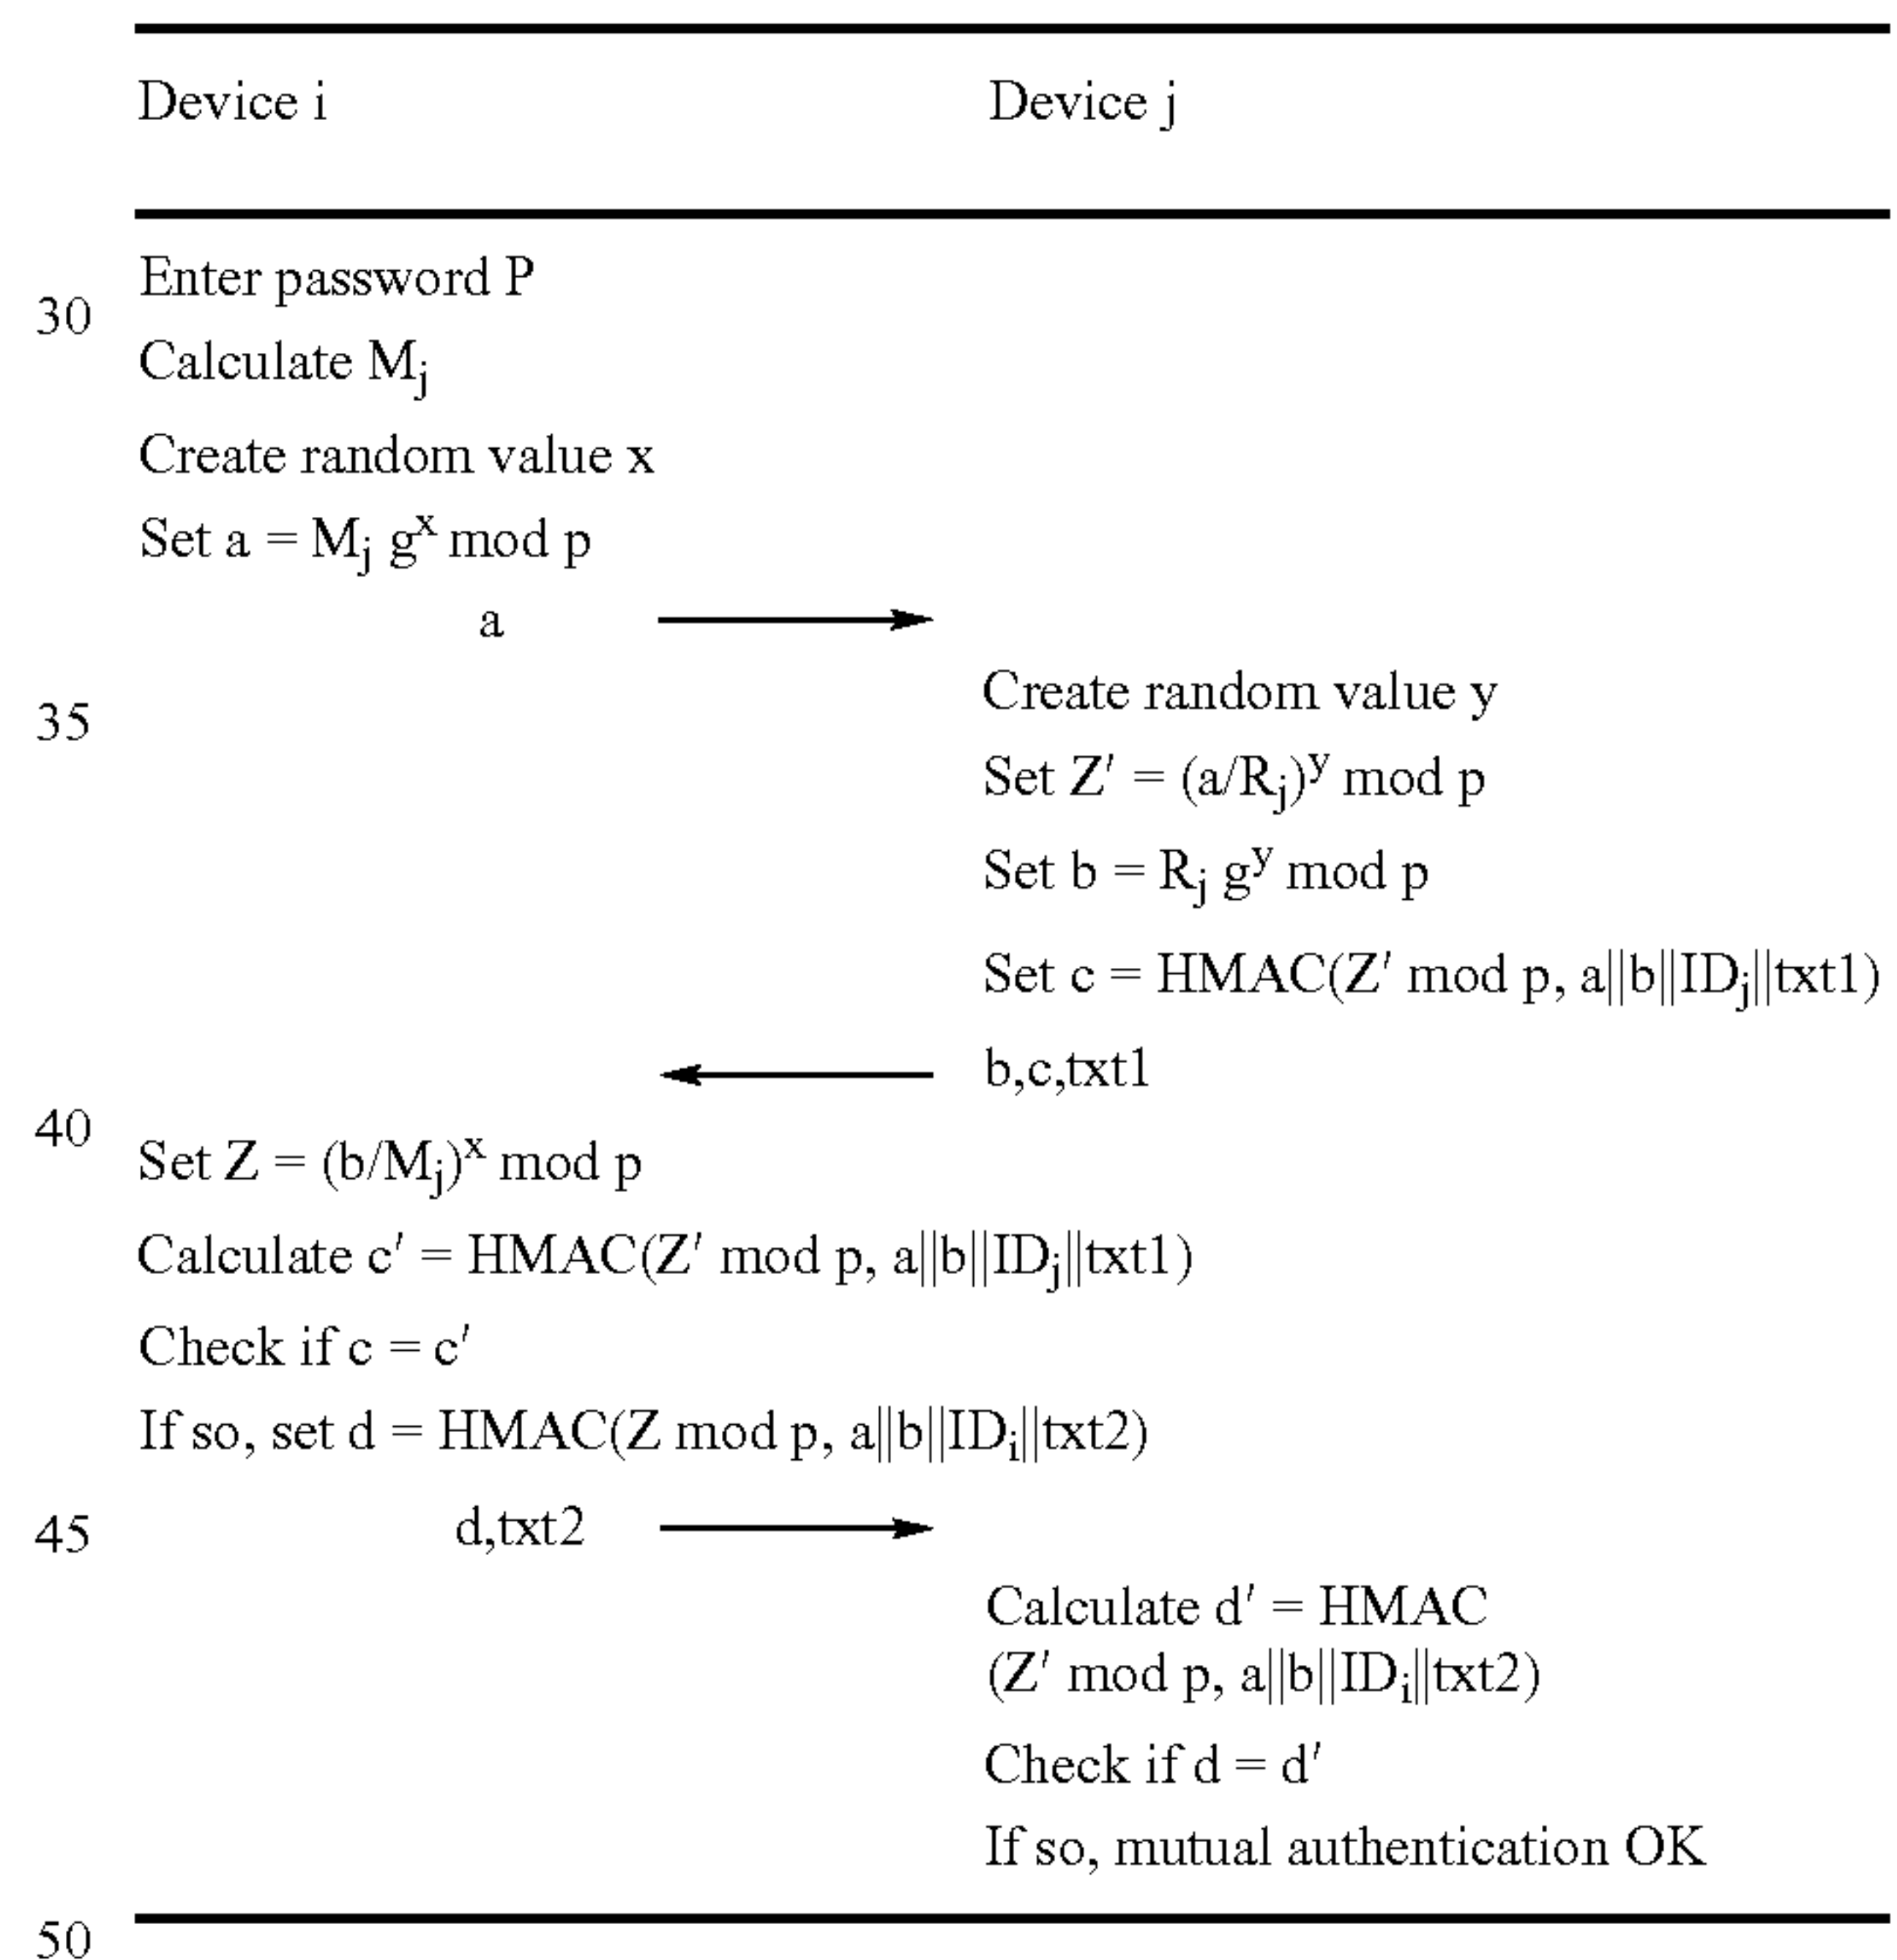 Device i Device j
Enter password P
30
Calculate Mj
Create random value x
Set a = Mj g^x mod p
a
35
Create random value y
Set Z′ = (a/Rj)^y mod p
Set b = Rj g^y mod p
Set c = HMAC(Z′ mod p, a||b||IDj||txt1)
b,c,txt1
40
Set Z = (b/Mj)^x mod p
Calculate c′ = HMAC(Z′ mod p, a||b||IDj||txt1)
Check if c = c′
If so, set d = HMAC(Z mod p, a||b||IDi||txt2)
45 d,txt2
Calculate d′ = HMAC
(Z′ mod p, a||b||IDi||txt2)
Check if d = d′
If so, mutual authentication OK
50